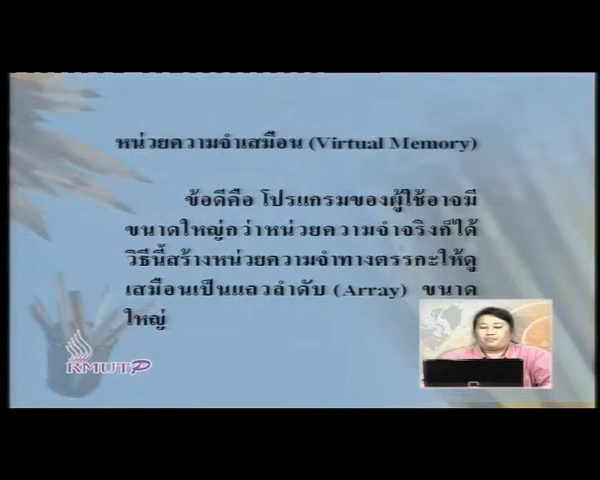 หน่วยความจำเสมือน (Virtual Memory)
ข้อดีคือ โปรแกรมของผู้ใช้อาจมี
ขนาดใหญ่กว่าหน่วยความจำจริงก็ได้
วิธีนี้สร้างหน่วยความจำทางตรรกะให้ดู
เสมือนเป็นแถวลำดับ (Array) ขนาด
ใหญ่
RMUTP